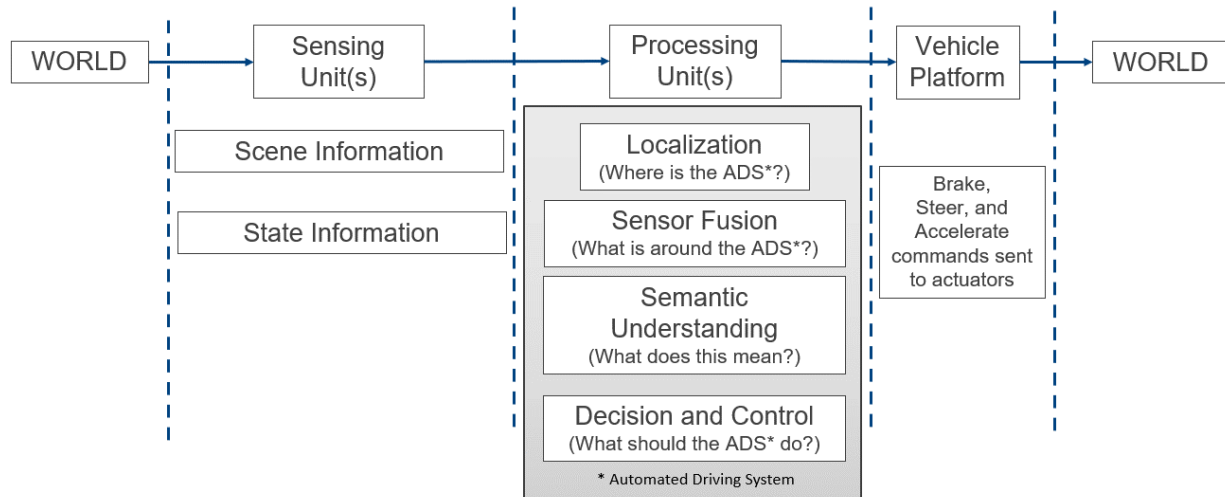 WORLD
Sensing
Unit(s)
Processing
Unit(s)
Vehicle
Platform
WORLD
Scene Information
State Information
Localization
(Where is the ADS*?)
Sensor Fusion
(What is around the ADS*?)
Semantic
Understanding
(What does this mean?)
Decision and Control
(What should the ADS* do?)
* Automated Driving System
Brake,
Steer, and
Accelerate
commands sent
to actuators